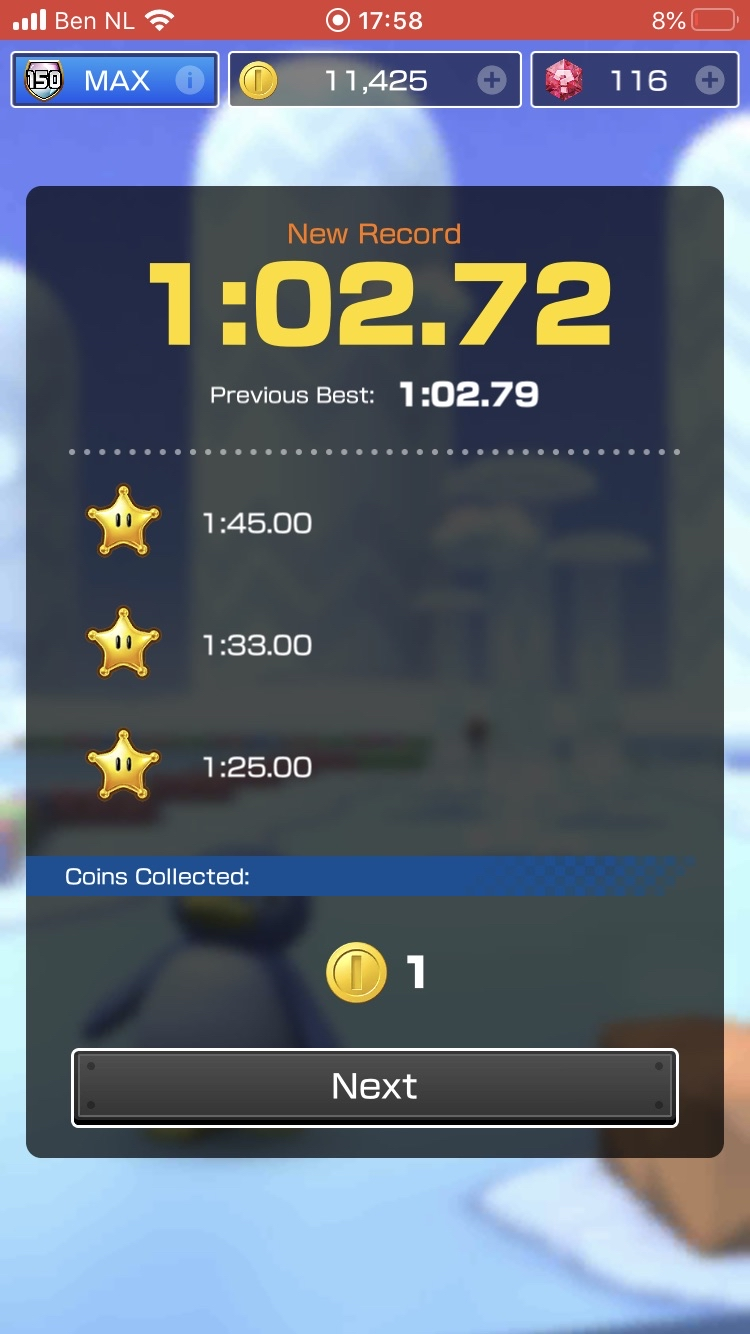 Ben NL 17:58 8%
150 MAX i 11,425 + ? 116 +
New Record
1:02.72
Previous Best: 1:02.79
1:45.00
1:33.00
1:25.00
Coins Collected:
1
Next